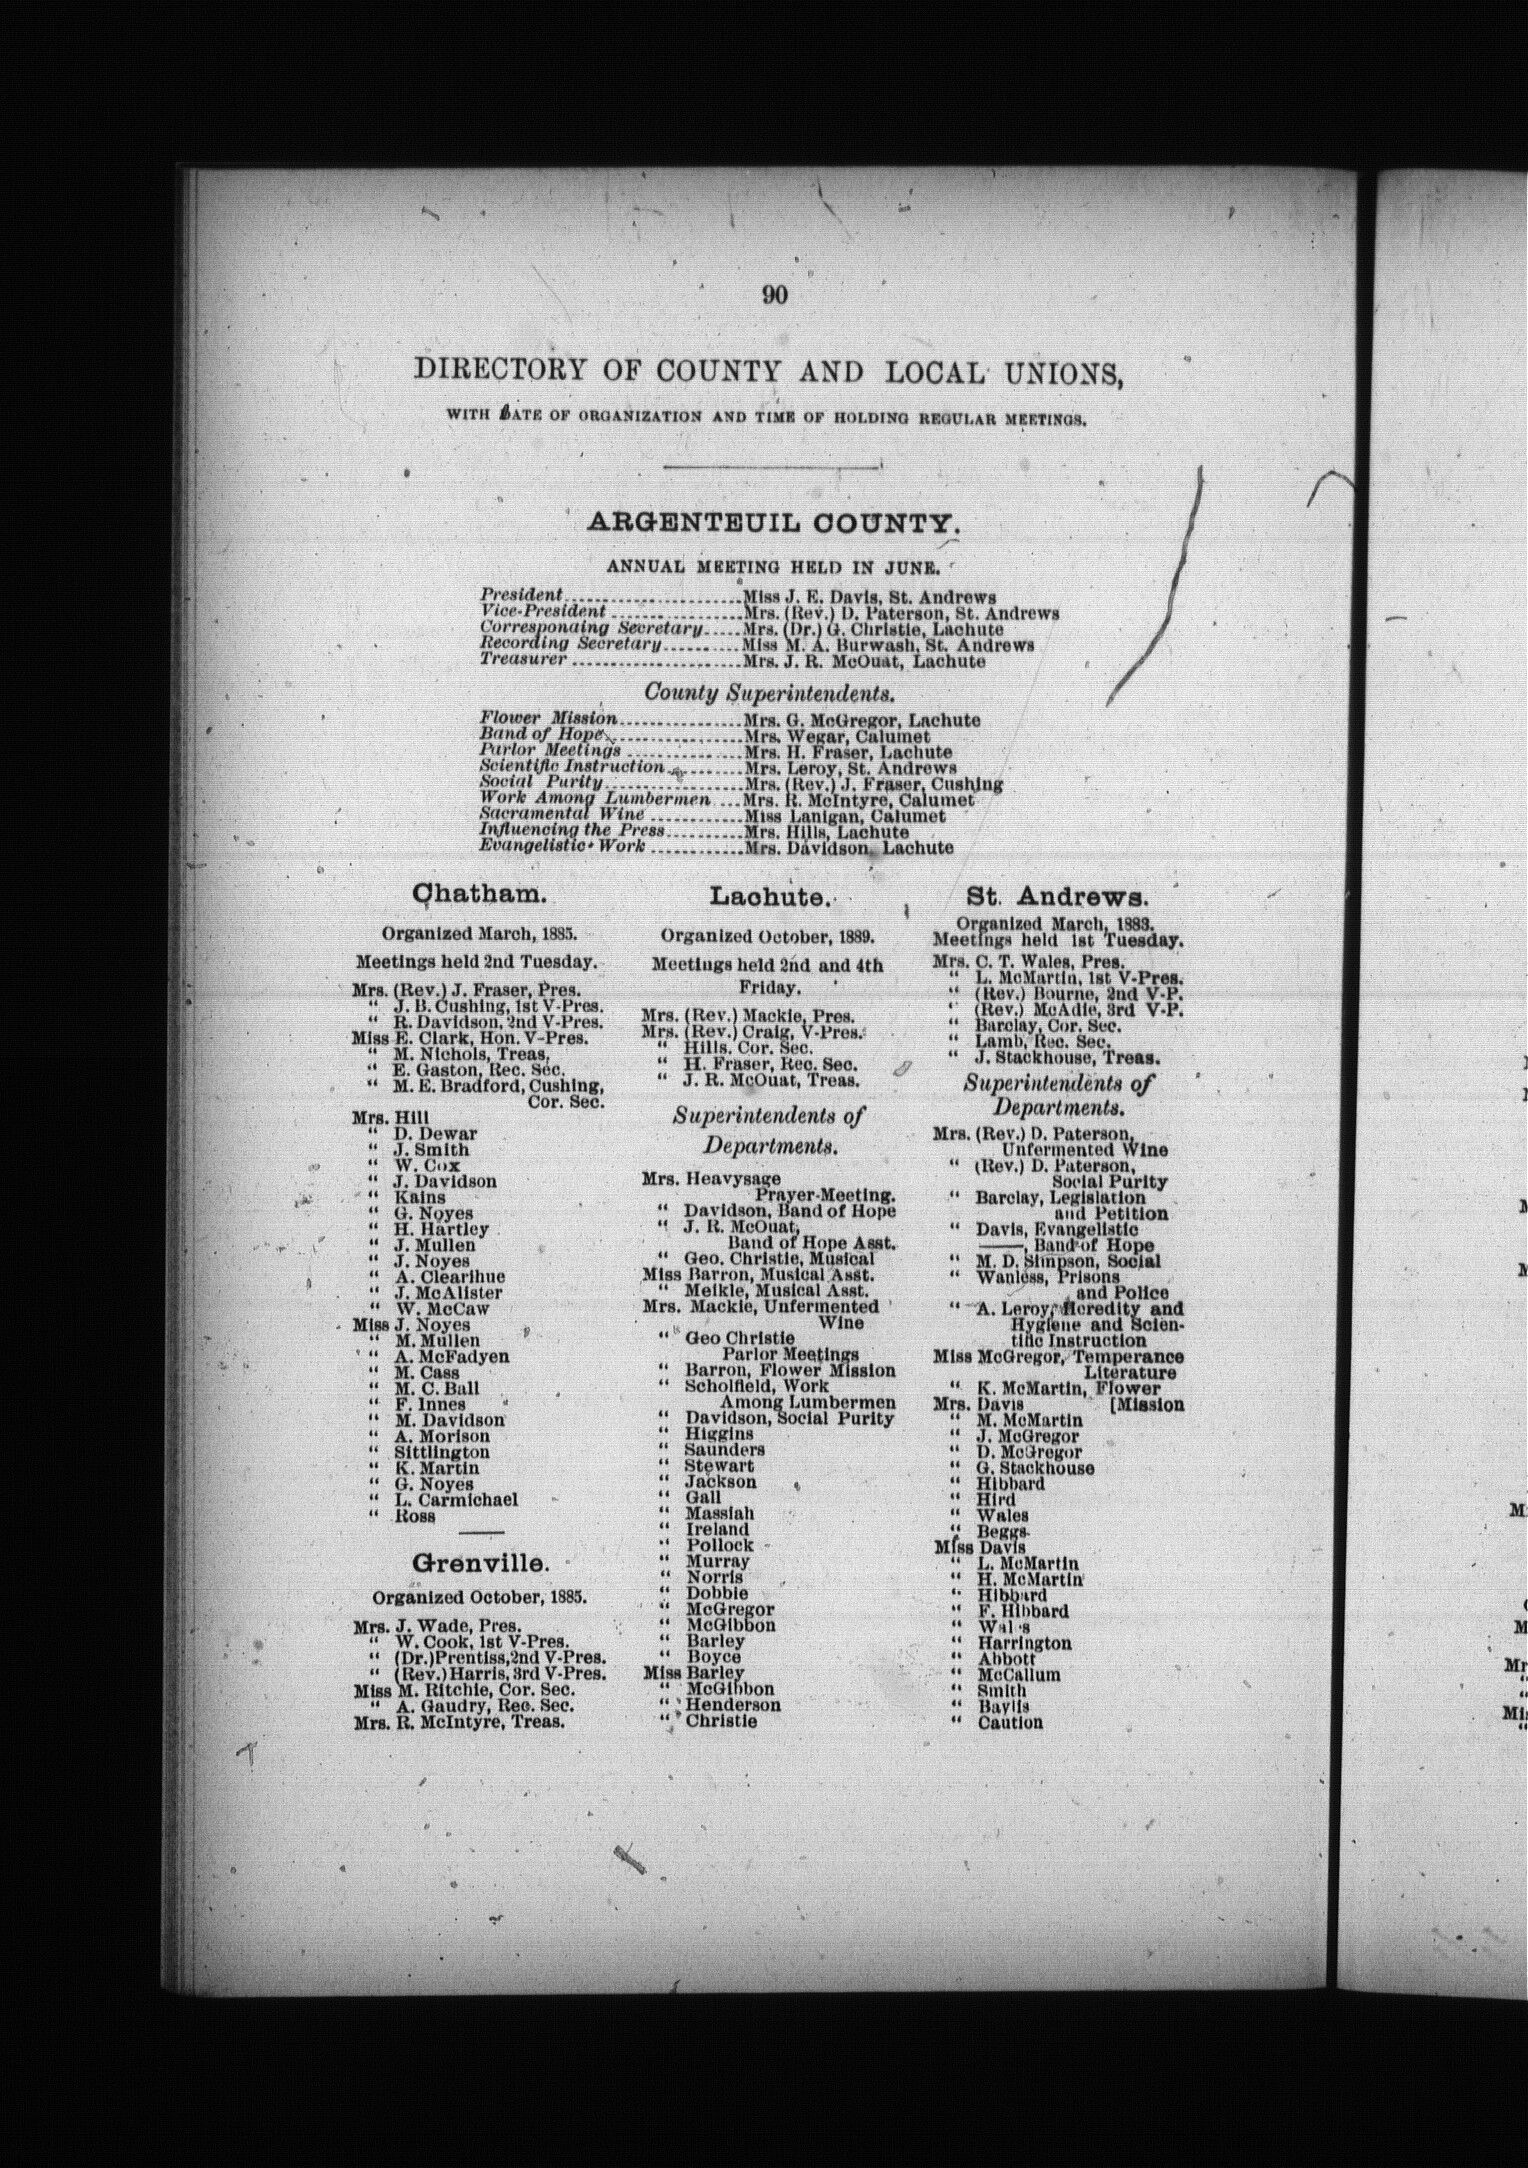 90
DIRECTORY OF COUNTY AND LOCAL UNIONS,
WITH DATE OF ORGANIZATION AND TIME OF HOLDING REGULAR MEETINGS.
ARGENTEUIL COUNTY.
ANNUAL MEETING HELD IN JUNE.
President....................Miss J. E. Davis, St. Andrews
Vice-President...............Mrs. (Rev.) D. Paterson, St. Andrews
Corresponding Secretary.....Mrs. (Dr.) G. Christie, Lachute
Recording Secretary..........Miss M. A. Burwash, St. Andrews
Treasurer....................Mrs. J. R. McOuat, Lachute
County Superintendents.
Flower Mission...............Mrs. G. McGregor, Lachute
Band of Hope................Mrs. Wegar, Calumet
Parlor Meetings..............Mrs. H. Fraser, Lachute
Scientific Instruction.........Mrs. Leroy, St. Andrews
Social Purity................Mrs. (Rev.) J. Fraser, Cushing
Work Among Lumbermen ...Mrs. R. McIntyre, Calumet
Sacramental Wine............Miss Lanigan, Calumet
Influencing the Press..........Mrs. Hills, Lachute
Evangelistic Work............Mrs. Davidson, Lachute
Chatham.
Organized March, 1885.
Meetings held 2nd Tuesday.
Mrs. (Rev.) J. Fraser, Pres.
" J. B. Cushing, 1st V-Pres.
" R. Davidson, 2nd V-Pres.
Miss E. Clark, Hon. V-Pres.
" M. Nichols, Treas.
" E. Gaston, Rec. Sec.
" M. E. Bradford, Cushing,
Cor. Sec.
Mrs. Hill
" D. Dewar
" J. Smith
" W. Cox
" J. Davidson
" Kains
" G. Noyes
" H. Hartley
" J. Mullen
" J. Noyes
" A. Clearihue
" J. McAlister
" W. McCaw
Miss J. Noyes
" M. Mullen
" A. McFadyen
" M. Cass
" M. C. Ball
" F. Innes
" M. Davidson
" A. Morison
" Sittlington
" K. Martin
" G. Noyes
" L. Carmichael
" Ross
Grenville.
Organized October, 1885.
Mrs. J. Wade, Pres.
" W. Cook, 1st V-Pres.
" (Dr.) Prentiss, 2nd V-Pres.
" (Rev.) Harris, 3rd V-Pres.
Miss M. Ritchie, Cor. Sec.
" A. Gaudry, Rec. Sec.
Mrs. R. McIntyre, Treas.
Lachute.
Organized October, 1889.
Meetings held 2nd and 4th
Friday.
Mrs. (Rev.) Mackie, Pres.
Mrs. (Rev.) Craig, V-Pres.
" Hills, Cor. Sec.
" H. Fraser, Rec. Sec.
" J. R. McOuat, Treas.
Superintendents of
Departments.
Mrs. Heavysage
Prayer-Meeting.
" Davidson, Band of Hope
" J. R. McOuat,
Band of Hope Asst.
" Geo. Christie, Musical
Miss Barron, Musical Asst.
" Meikle, Musical Asst.
Mrs. Mackie, Unfermented
Wine
" Geo Christie
Parlor Meetings
" Barron, Flower Mission
" Scholfield, Work
Among Lumbermen
" Davidson, Social Purity
" Higgins
" Saunders
" Stewart
" Jackson
" Gall
" Massiah
" Ireland
" Pollock
" Murray
" Norris
" Dobbie
" McGregor
" McGibbon
" Barley
" Boyce
Miss Barley
" McGibbon
" Henderson
" Christie
St. Andrews.
Organized March, 1883.
Meetings held 1st Tuesday.
Mrs. C. T. Wales, Pres.
" L. McMartin, 1st V-Pres.
" (Rev.) Bourne, 2nd V-P.
" (Rev.) McAdie, 3rd V-P.
" Barclay, Cor. Sec.
" Lamb, Rec. Sec.
" J. Stackhouse, Treas.
Superintendents of
Departments.
Mrs. (Rev.) D. Paterson,
Unfermented Wine
" (Rev.) D. Paterson,
Social Purity
" Barclay, Legislation
and Petition
" Davis, Evangelistic
——, Band of Hope
" M. D. Simpson, Social
" Wanless, Prisons
and Police
" A. Leroy, Heredity and
Hygiene and Scien-
tific Instruction
Miss McGregor, Temperance
Literature
" K. McMartin, Flower
Mrs. Davis [Mission
" M. McMartin
" J. McGregor
" D. McGregor
" G. Stackhouse
" Hibbard
" Hird
" Wales
" Beggs
Miss Davis
" L. McMartin
" H. McMartin
" Hibbard
" F. Hibbard
" Wales
" Harrington
" Abbott
" McCallum
" Smith
" Baylis
" Caution